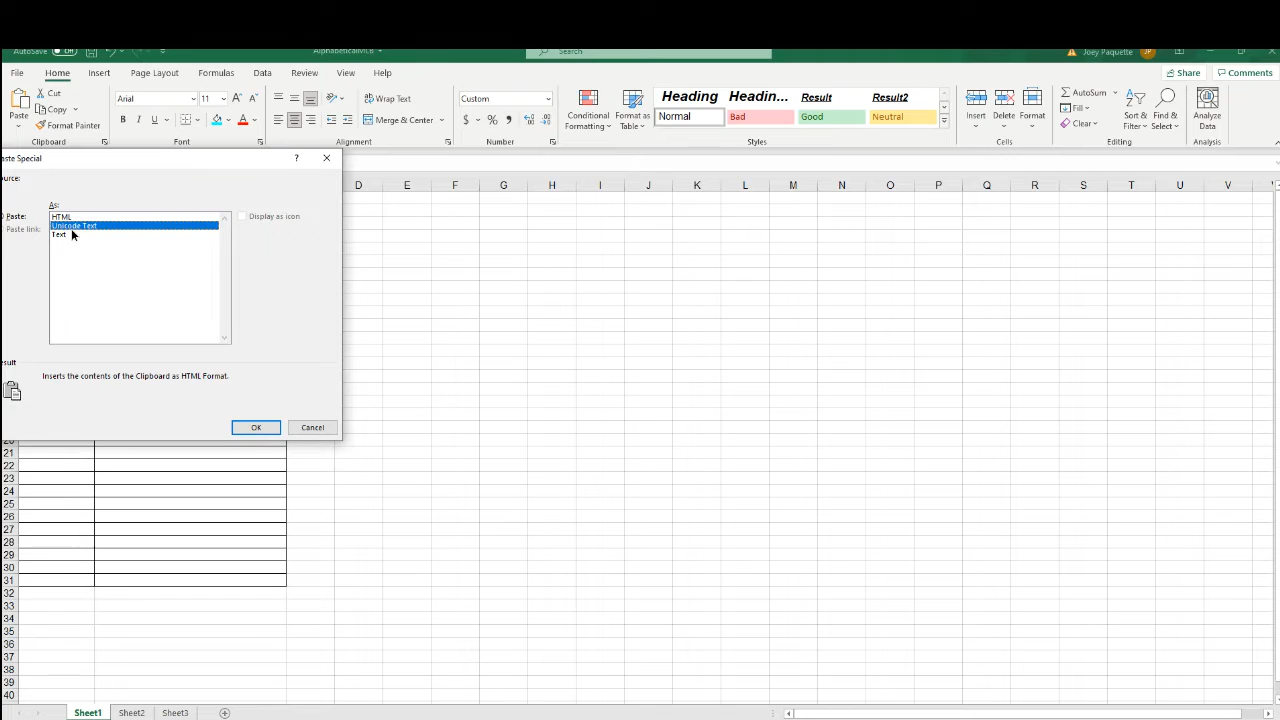 AutoSave Off AlphabeticalMLB Search Joey Paquette JP
File Home Insert Page Layout Formulas Data Review View Help Share Comments
Paste Cut Copy Format Painter Clipboard
Arial 11 B I U Font
Wrap Text Merge & Center Alignment
Custom $ % Number
Conditional Formatting Format as Table
Heading Headin... Result Result2
Normal Bad Good Neutral
Styles
Insert Delete Format Cells
AutoSum Fill Clear Sort & Filter Find & Select Editing
Analyze Data Analysis
aste Special ?
ource:
As:
Paste:
Paste link:
HTML
Unicode Text
Text
Display as icon
esult
Inserts the contents of the Clipboard as HTML Format.
OK Cancel
D E F G H I J K L M N O P Q R S T U V
20
21
22
23
24
25
26
27
28
29
30
31
32
33
34
35
36
37
38
39
40
Sheet1 Sheet2 Sheet3